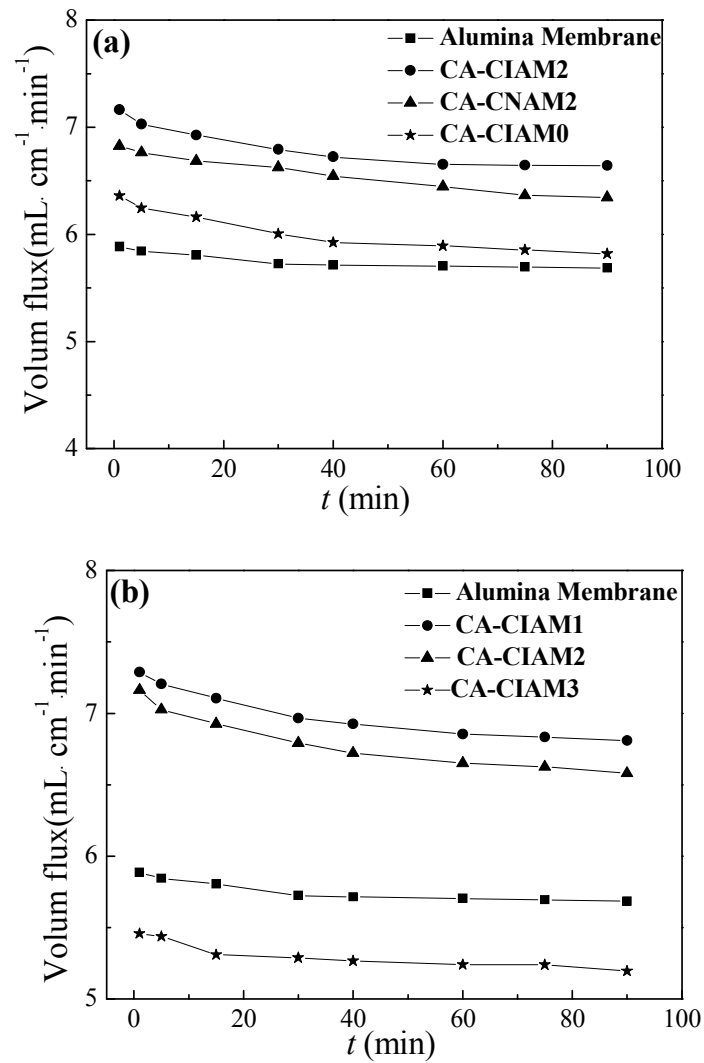 (a)
Alumina Membrane
CA-CIAM2
CA-CNAM2
CA-CIAM0
8
7
6
5
4
Volum flux(mL· cm⁻¹·min⁻¹)
0 20 40 60 80 100
t (min)
(b)
Alumina Membrane
CA-CIAM1
CA-CIAM2
CA-CIAM3
8
7
6
5
Volum flux(mL· cm⁻¹·min⁻¹)
0 20 40 60 80 100
t (min)